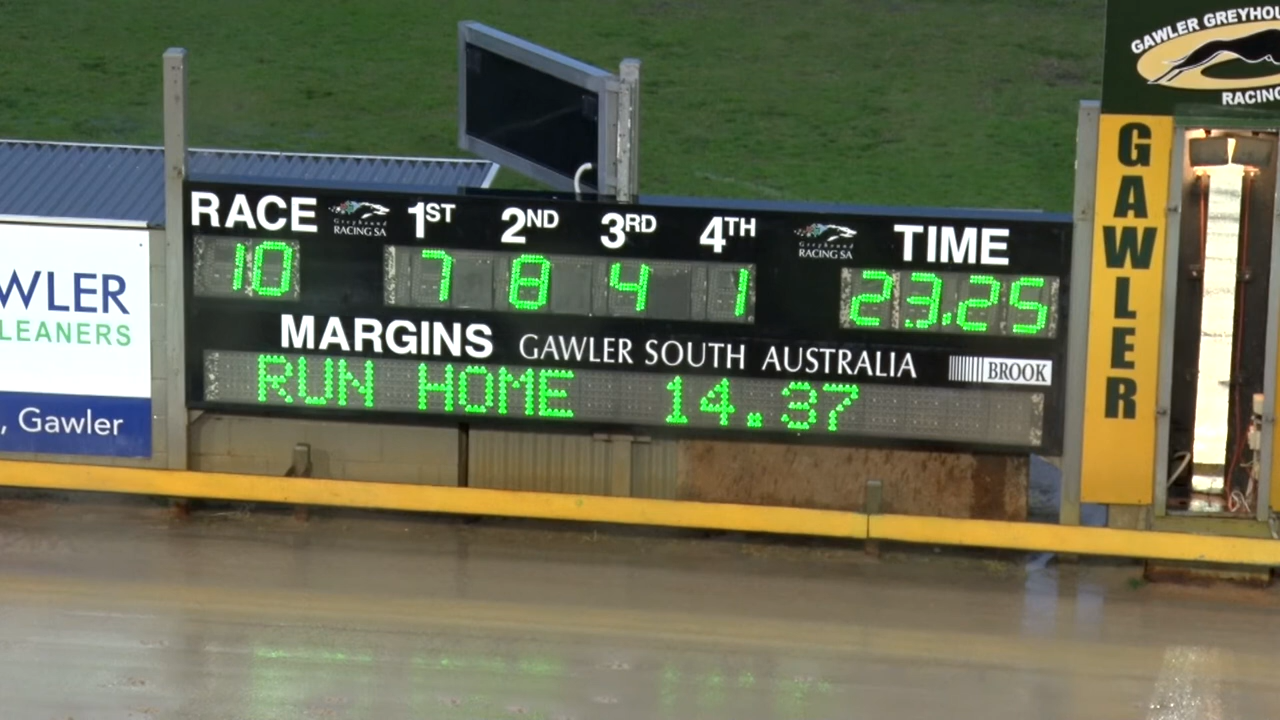 GAWLER GREYHOU
RACING
GAWLER
RACE
Greyhound
RACING SA
1ST 2ND 3RD 4TH
Greyhound
RACING SA
TIME
10 7 8 4 1 23.25
MARGINS GAWLER SOUTH AUSTRALIA BROOK
RUN HOME 14.37
WLER
LEANERS
, Gawler